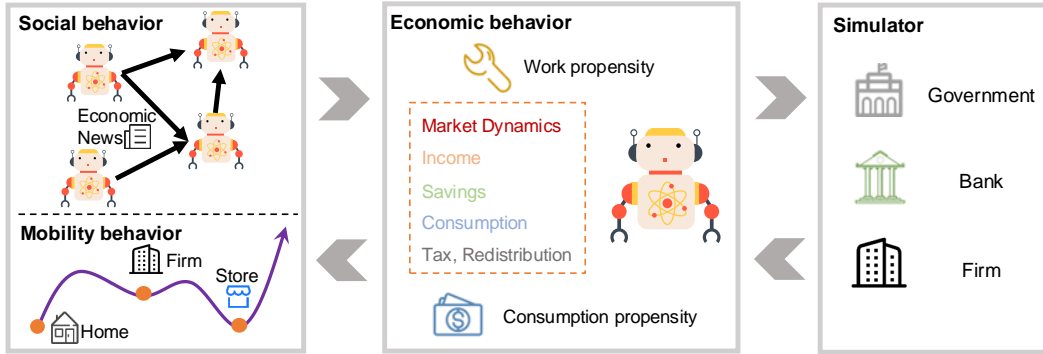 Social behavior
Economic
News
Mobility behavior
Firm
Store
Home
Economic behavior
Work propensity
Market Dynamics
Income
Savings
Consumption
Tax, Redistribution
Consumption propensity
Simulator
Government
Bank
Firm